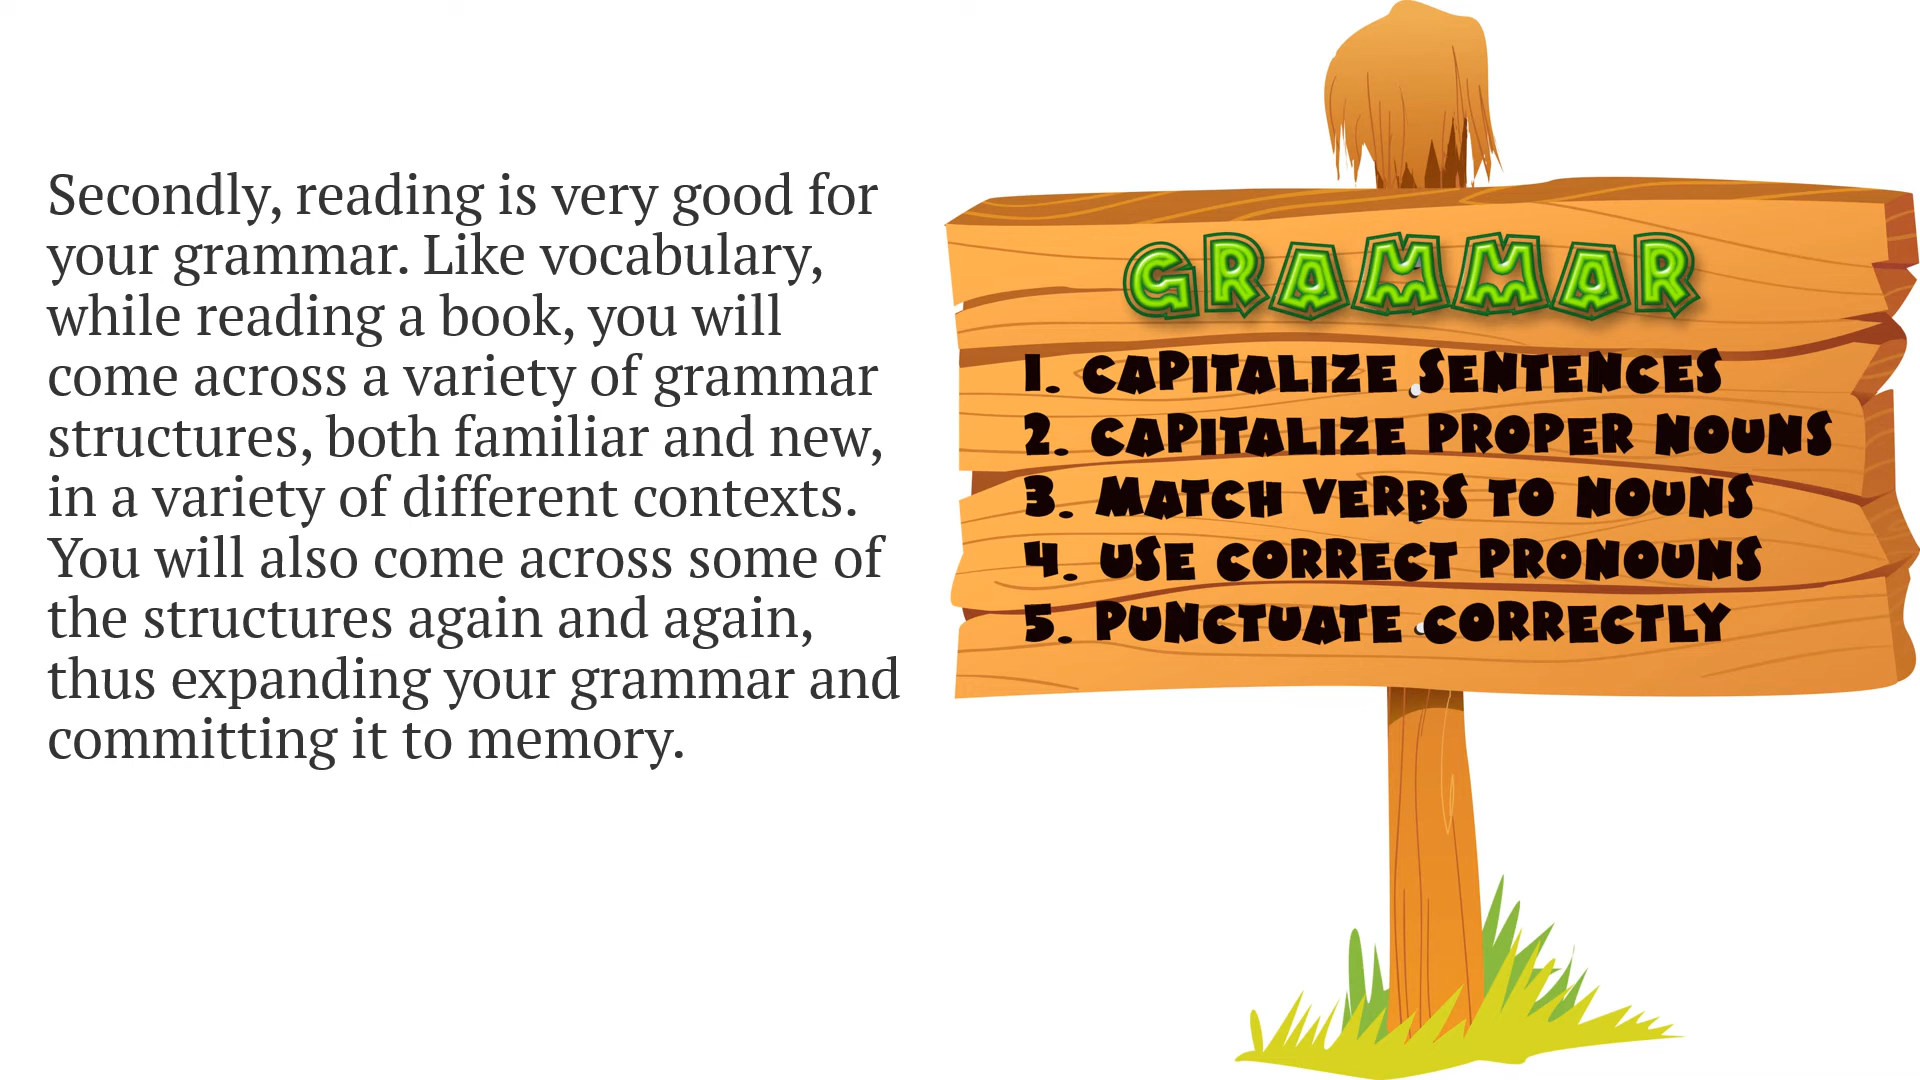 Secondly, reading is very good for
your grammar. Like vocabulary,
while reading a book, you will
come across a variety of grammar
structures, both familiar and new,
in a variety of different contexts.
You will also come across some of
the structures again and again,
thus expanding your grammar and
committing it to memory.
GRAMMAR
1. CAPITALIZE SENTENCES
2. CAPITALIZE PROPER NOUNS
3. MATCH VERBS TO NOUNS
4. USE CORRECT PRONOUNS
5. PUNCTUATE CORRECTLY